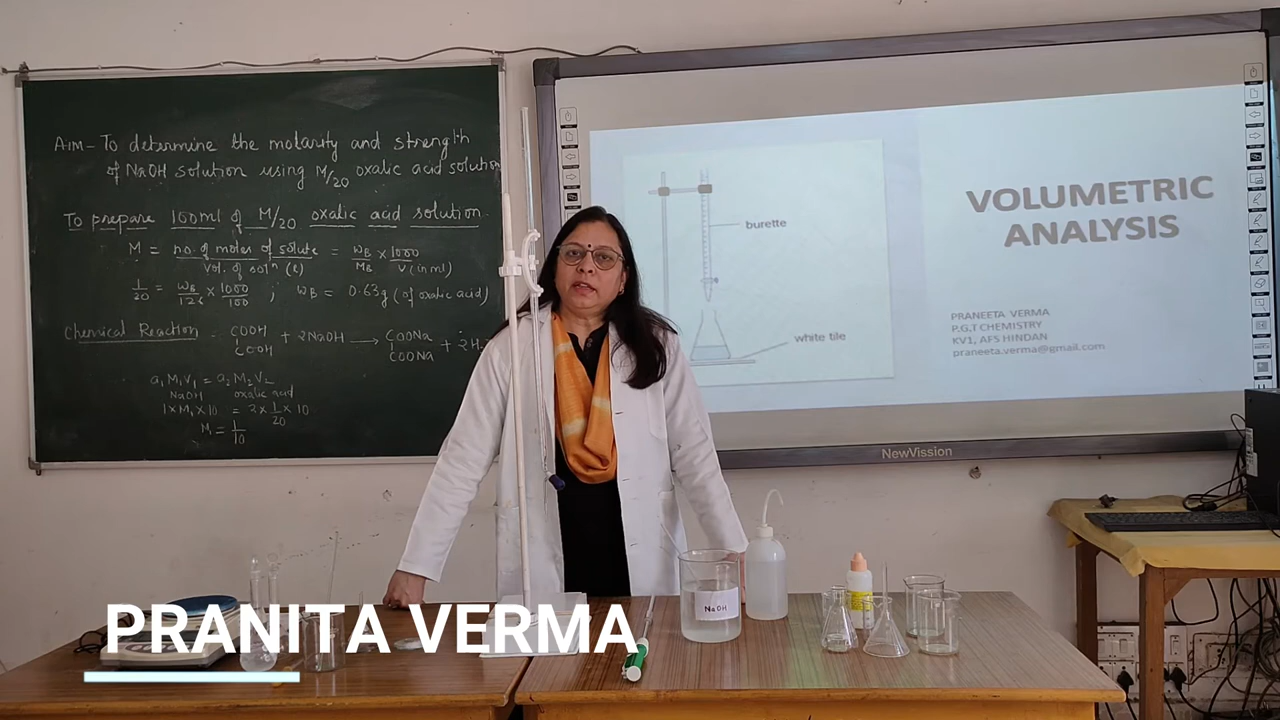 AIM- To determine the molarity and strength
of NaOH solution using M/20 oxalic acid solution
To prepare 100ml of M/20 oxalic acid solution.
M = no. of moles of solute / Vol. of solⁿ (l) = WB/MB × 1000/V (in ml)
1/20 = WB/126 × 1000/100 ; WB = 0.63g (of oxalic acid)
Chemical Reaction - COOH
COOH + 2NaOH → COONa
COONa + 2H
a₁M₁V₁ = a₂M₂V₂
NaOH oxalic acid
1×M₁×10 = 2×1/20×10
M₁ = 1/10
burette
white tile
VOLUMETRIC
ANALYSIS
PRANEETA VERMA
P.G.T CHEMISTRY
KV1, AFS HINDAN
praneeta.verma@gmail.com
NewVission
NaOH
PRANITA VERMA